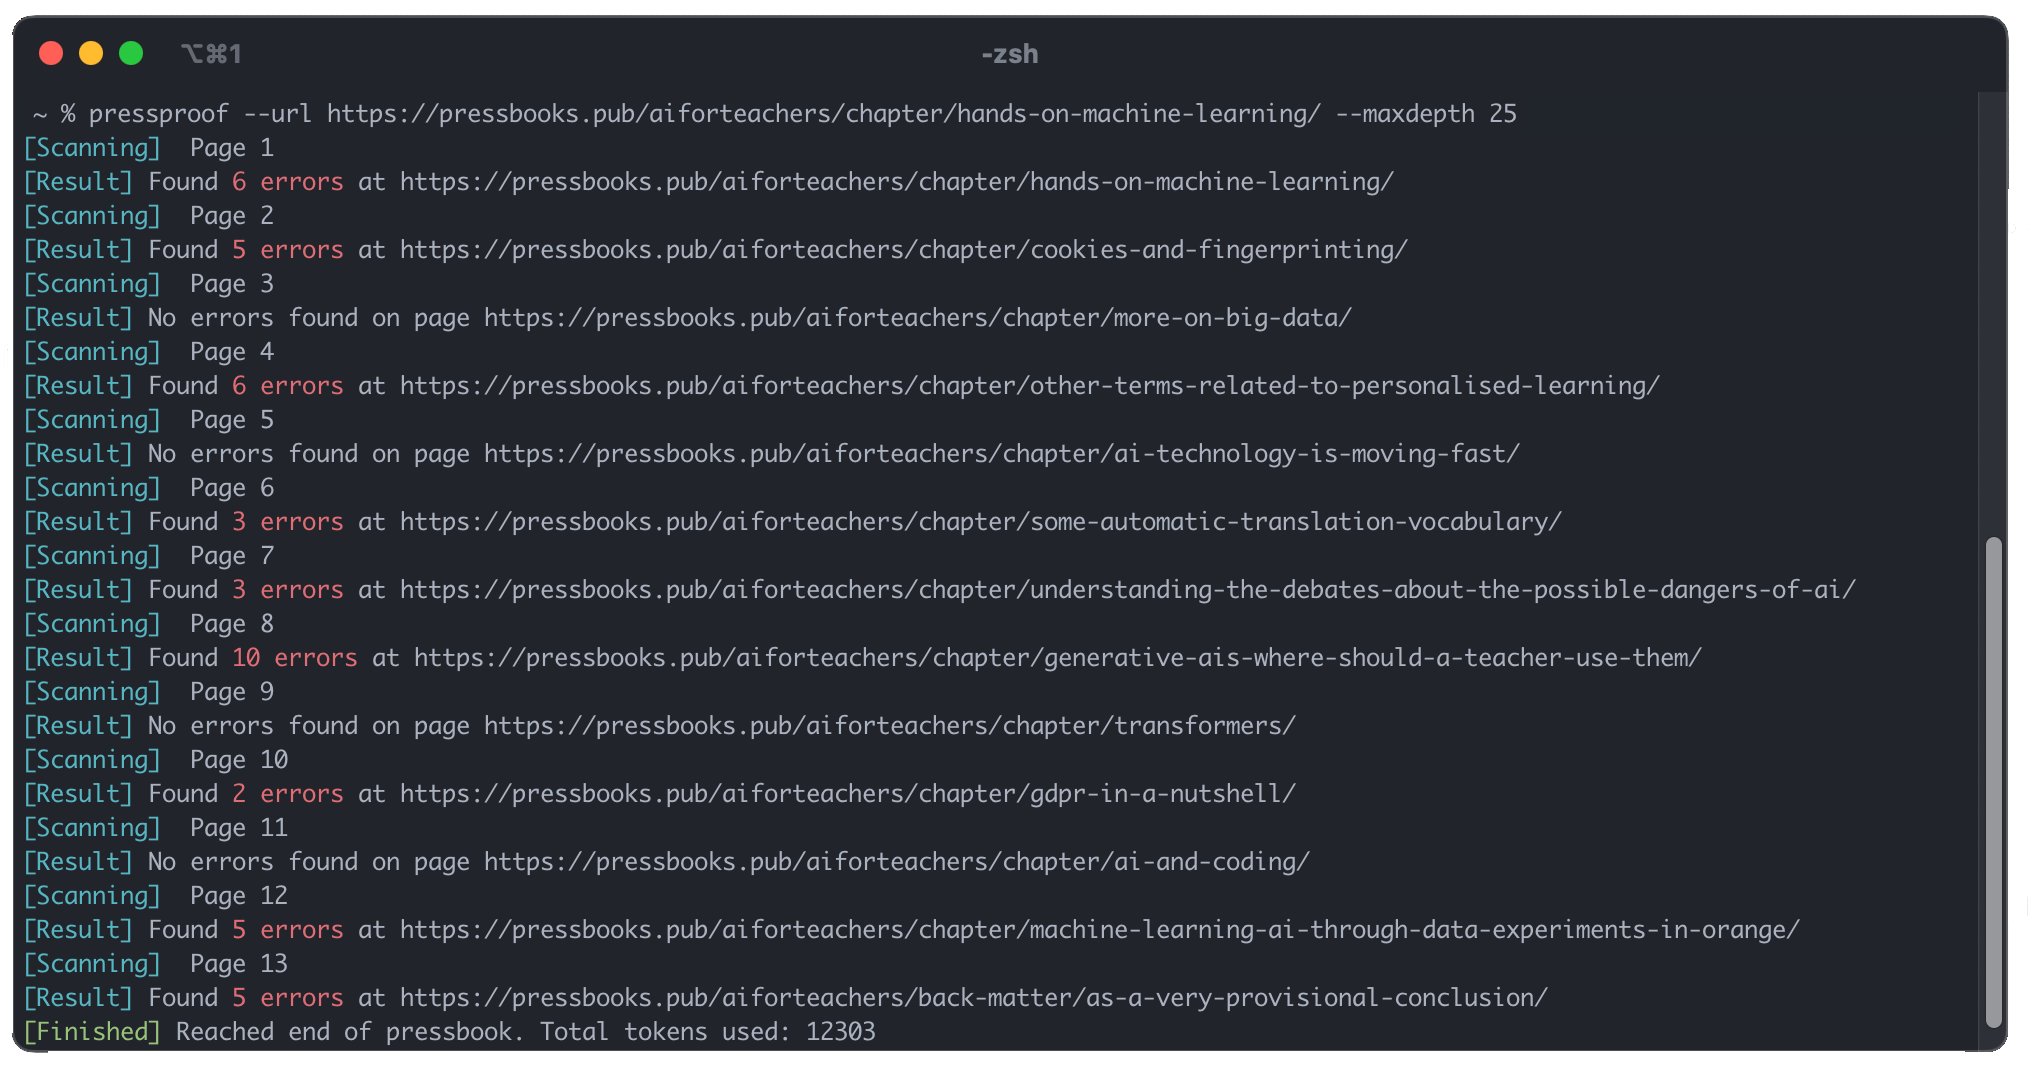 ⌥⌘1
-zsh
~ % pressproof --url https://pressbooks.pub/aiforteachers/chapter/hands-on-machine-learning/ --maxdepth 25
[Scanning]  Page 1
[Result] Found 6 errors at https://pressbooks.pub/aiforteachers/chapter/hands-on-machine-learning/
[Scanning]  Page 2
[Result] Found 5 errors at https://pressbooks.pub/aiforteachers/chapter/cookies-and-fingerprinting/
[Scanning]  Page 3
[Result] No errors found on page https://pressbooks.pub/aiforteachers/chapter/more-on-big-data/
[Scanning]  Page 4
[Result] Found 6 errors at https://pressbooks.pub/aiforteachers/chapter/other-terms-related-to-personalised-learning/
[Scanning]  Page 5
[Result] No errors found on page https://pressbooks.pub/aiforteachers/chapter/ai-technology-is-moving-fast/
[Scanning]  Page 6
[Result] Found 3 errors at https://pressbooks.pub/aiforteachers/chapter/some-automatic-translation-vocabulary/
[Scanning]  Page 7
[Result] Found 3 errors at https://pressbooks.pub/aiforteachers/chapter/understanding-the-debates-about-the-possible-dangers-of-ai/
[Scanning]  Page 8
[Result] Found 10 errors at https://pressbooks.pub/aiforteachers/chapter/generative-ais-where-should-a-teacher-use-them/
[Scanning]  Page 9
[Result] No errors found on page https://pressbooks.pub/aiforteachers/chapter/transformers/
[Scanning]  Page 10
[Result] Found 2 errors at https://pressbooks.pub/aiforteachers/chapter/gdpr-in-a-nutshell/
[Scanning]  Page 11
[Result] No errors found on page https://pressbooks.pub/aiforteachers/chapter/ai-and-coding/
[Scanning]  Page 12
[Result] Found 5 errors at https://pressbooks.pub/aiforteachers/chapter/machine-learning-ai-through-data-experiments-in-orange/
[Scanning]  Page 13
[Result] Found 5 errors at https://pressbooks.pub/aiforteachers/back-matter/as-a-very-provisional-conclusion/
[Finished] Reached end of pressbook. Total tokens used: 12303